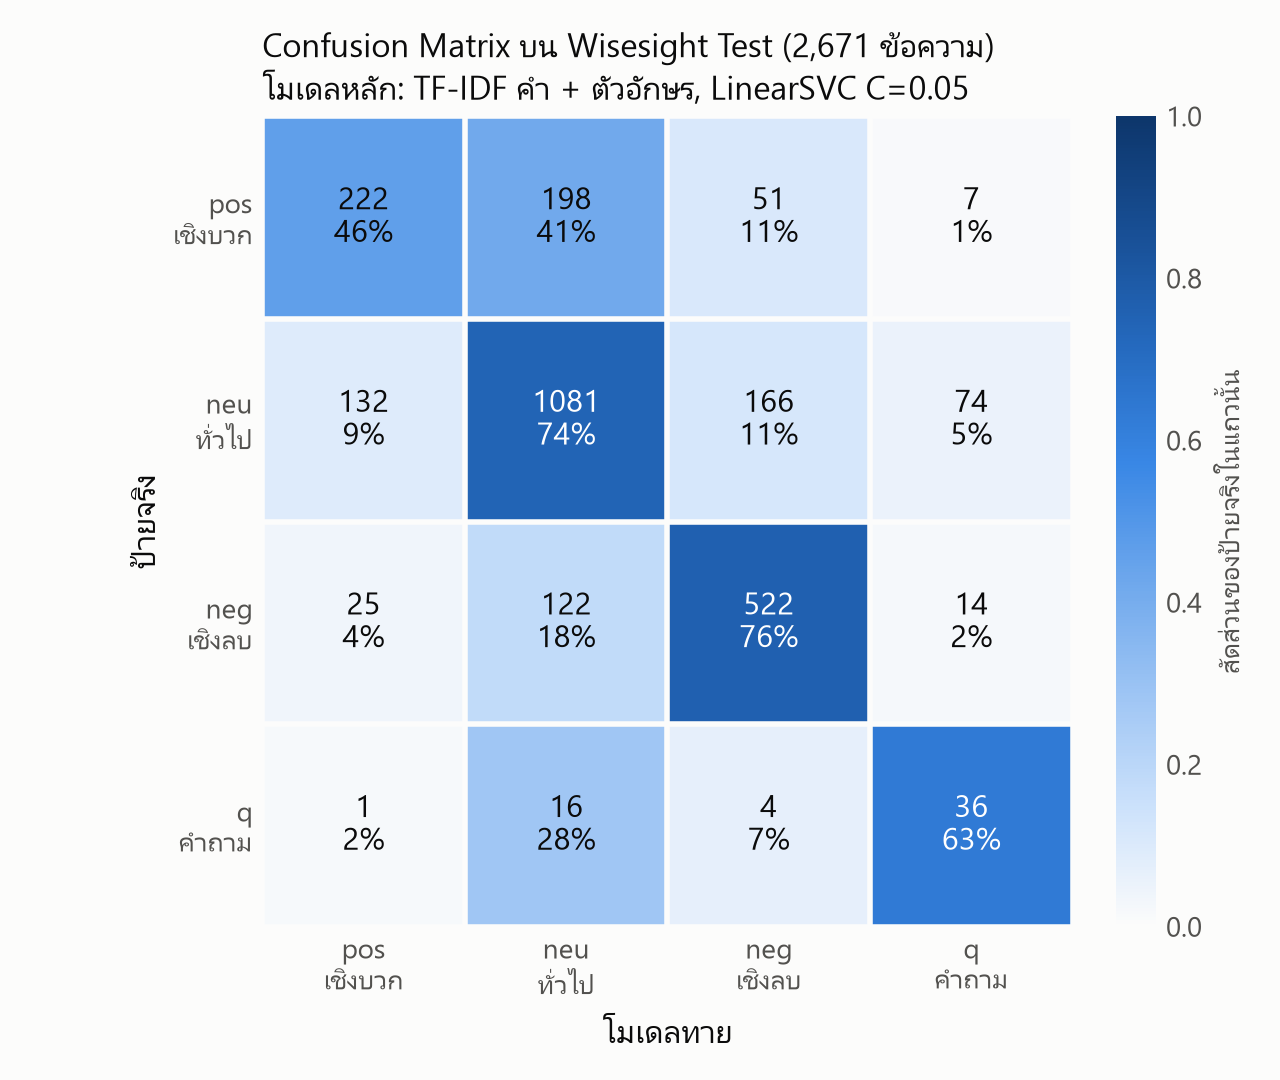 Confusion Matrix บน Wisesight Test (2,671 ข้อความ)
โมเดลหลัก: TF-IDF คำ + ตัวอักษร, LinearSVC C=0.05
ป้ายจริง
pos
เชิงบวก
222 198 51 7
46% 41% 11% 1%
neu
ทั่วไป
132 1081 166 74
9% 74% 11% 5%
neg
เชิงลบ
25 122 522 14
4% 18% 76% 2%
q
คำถาม
1 16 4 36
2% 28% 7% 63%
pos neu neg q
เชิงบวก ทั่วไป เชิงลบ คำถาม
โมเดลทาย
1.0
0.8
0.6
0.4
0.2
0.0
สัดส่วนของป้ายจริงในแถวนั้น